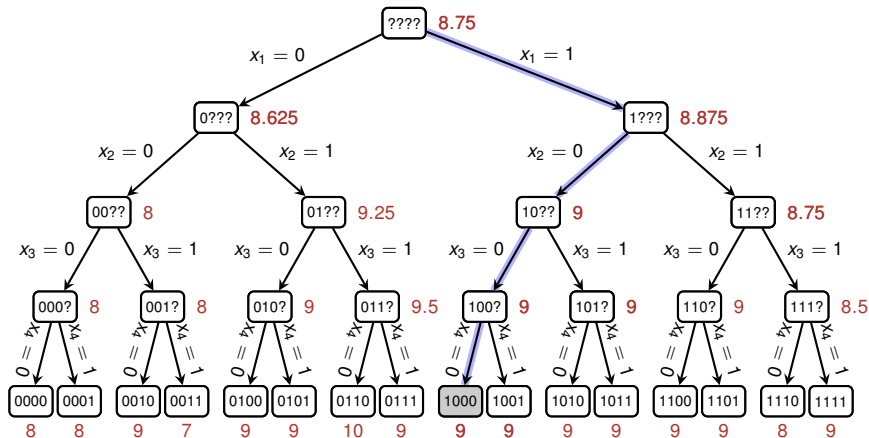 ???? 8.75
x₁ = 0 x₁ = 1
0??? 8.625 1??? 8.875
x₂ = 0 x₂ = 1 x₂ = 0 x₂ = 1
00?? 8 01?? 9.25 10?? 9 11?? 8.75
x₃ = 0 x₃ = 1 x₃ = 0 x₃ = 1 x₃ = 0 x₃ = 1 x₃ = 0 x₃ = 1
000? 8 001? 8 010? 9 011? 9.5 100? 9 101? 9 110? 9 111? 8.5
x₄ = 0 x₄ = 1 x₄ = 0 x₄ = 1 x₄ = 0 x₄ = 1 x₄ = 0 x₄ = 1 x₄ = 0 x₄ = 1 x₄ = 0 x₄ = 1 x₄ = 0 x₄ = 1 x₄ = 0 x₄ = 1
0000 0001 0010 0011 0100 0101 0110 0111 1000 1001 1010 1011 1100 1101 1110 1111
8 8 9 7 9 9 10 9 9 9 9 9 9 9 8 9